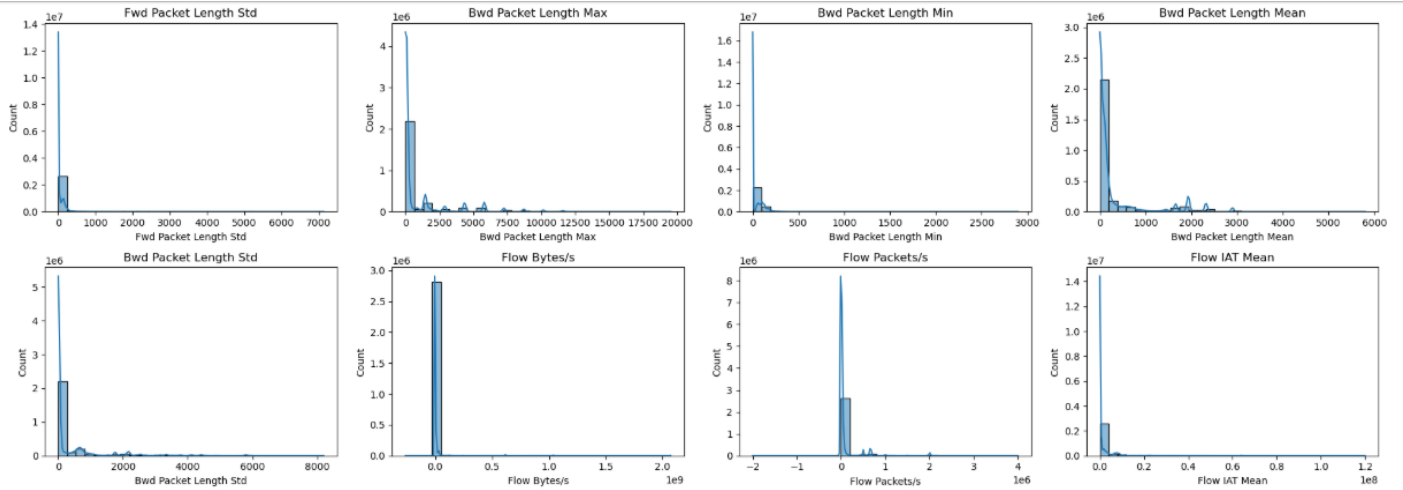 Fwd Packet Length Std
1e7
1.4
1.2
1.0
0.8
0.6
0.4
0.2
0.0
Count
0 1000 2000 3000 4000 5000 6000 7000
Fwd Packet Length Std
Bwd Packet Length Max
1e6
4
3
2
1
0
Count
0 2500 5000 7500 10000 12500 15000 17500 20000
Bwd Packet Length Max
Bwd Packet Length Min
1e7
1.6
1.4
1.2
1.0
0.8
0.6
0.4
0.2
0.0
Count
0 500 1000 1500 2000 2500 3000
Bwd Packet Length Min
Bwd Packet Length Mean
1e6
3.0
2.5
2.0
1.5
1.0
0.5
0.0
Count
0 1000 2000 3000 4000 5000 6000
Bwd Packet Length Mean
Bwd Packet Length Std
1e6
5
4
3
2
1
0
Count
0 2000 4000 6000 8000
Bwd Packet Length Std
Flow Bytes/s
1e6
3.0
2.5
2.0
1.5
1.0
0.5
0.0
Count
0.0 0.5 1.0 1.5 2.0
1e9
Flow Bytes/s
Flow Packets/s
1e6
8
7
6
5
4
3
2
1
0
Count
−2 −1 0 1 2 3 4
1e6
Flow Packets/s
Flow IAT Mean
1e7
1.4
1.2
1.0
0.8
0.6
0.4
0.2
0.0
Count
0.0 0.2 0.4 0.6 0.8 1.0 1.2
1e8
Flow IAT Mean